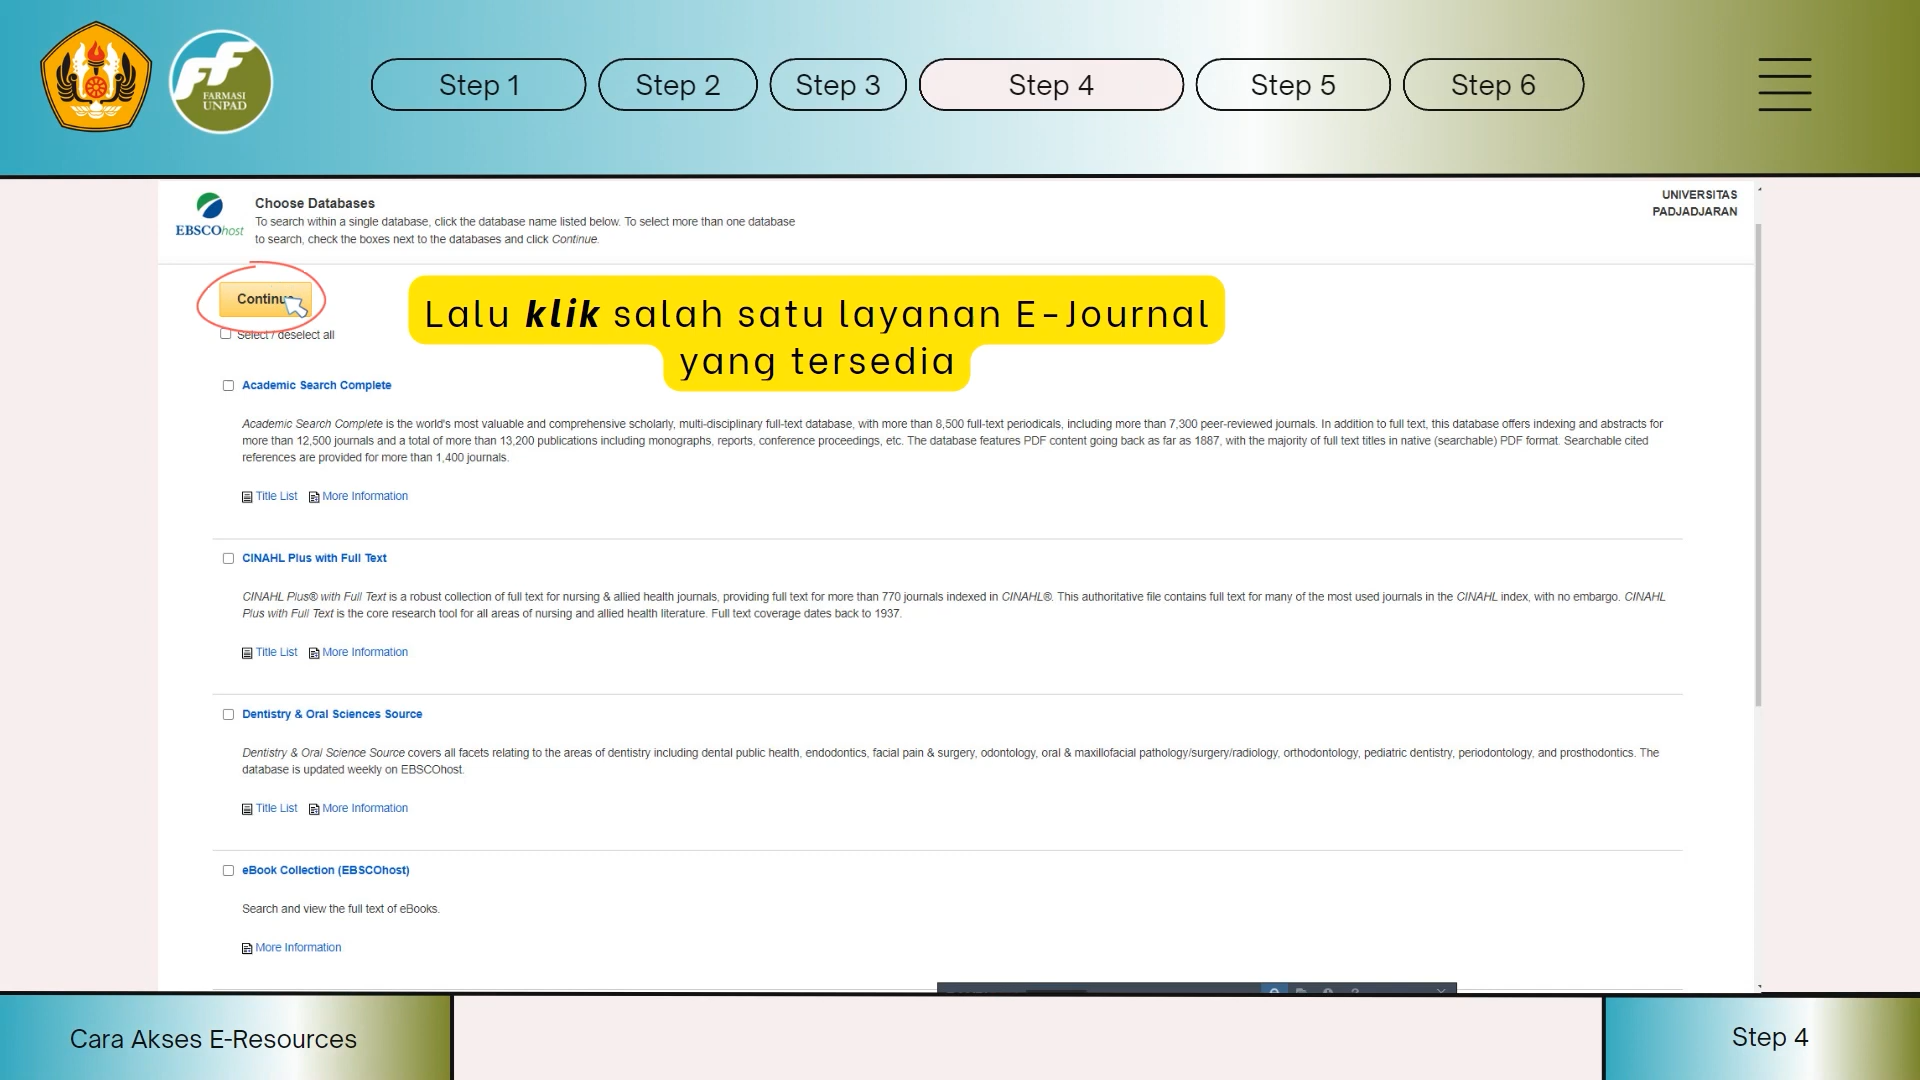 FARMASI
UNPAD
Step 1
Step 2
Step 3
Step 4
Step 5
Step 6
EBSCOhost
Choose Databases
To search within a single database, click the database name listed below. To select more than one database
to search, check the boxes next to the databases and click Continue.
UNIVERSITAS
PADJADJARAN
Continue
Select / deselect all
Lalu klik salah satu layanan E-Journal
yang tersedia
Academic Search Complete
Academic Search Complete is the world's most valuable and comprehensive scholarly, multi-disciplinary full-text database, with more than 8,500 full-text periodicals, including more than 7,300 peer-reviewed journals. In addition to full text, this database offers indexing and abstracts for
more than 12,500 journals and a total of more than 13,200 publications including monographs, reports, conference proceedings, etc. The database features PDF content going back as far as 1887, with the majority of full text titles in native (searchable) PDF format. Searchable cited
references are provided for more than 1,400 journals.
Title List More Information
CINAHL Plus with Full Text
CINAHL Plus® with Full Text is a robust collection of full text for nursing & allied health journals, providing full text for more than 770 journals indexed in CINAHL®. This authoritative file contains full text for many of the most used journals in the CINAHL index, with no embargo. CINAHL
Plus with Full Text is the core research tool for all areas of nursing and allied health literature. Full text coverage dates back to 1937.
Title List More Information
Dentistry & Oral Sciences Source
Dentistry & Oral Science Source covers all facets relating to the areas of dentistry including dental public health, endodontics, facial pain & surgery, odontology, oral & maxillofacial pathology/surgery/radiology, orthodontology, pediatric dentistry, periodontology, and prosthodontics. The
database is updated weekly on EBSCOhost.
Title List More Information
eBook Collection (EBSCOhost)
Search and view the full text of eBooks.
More Information
Cara Akses E-Resources
Step 4